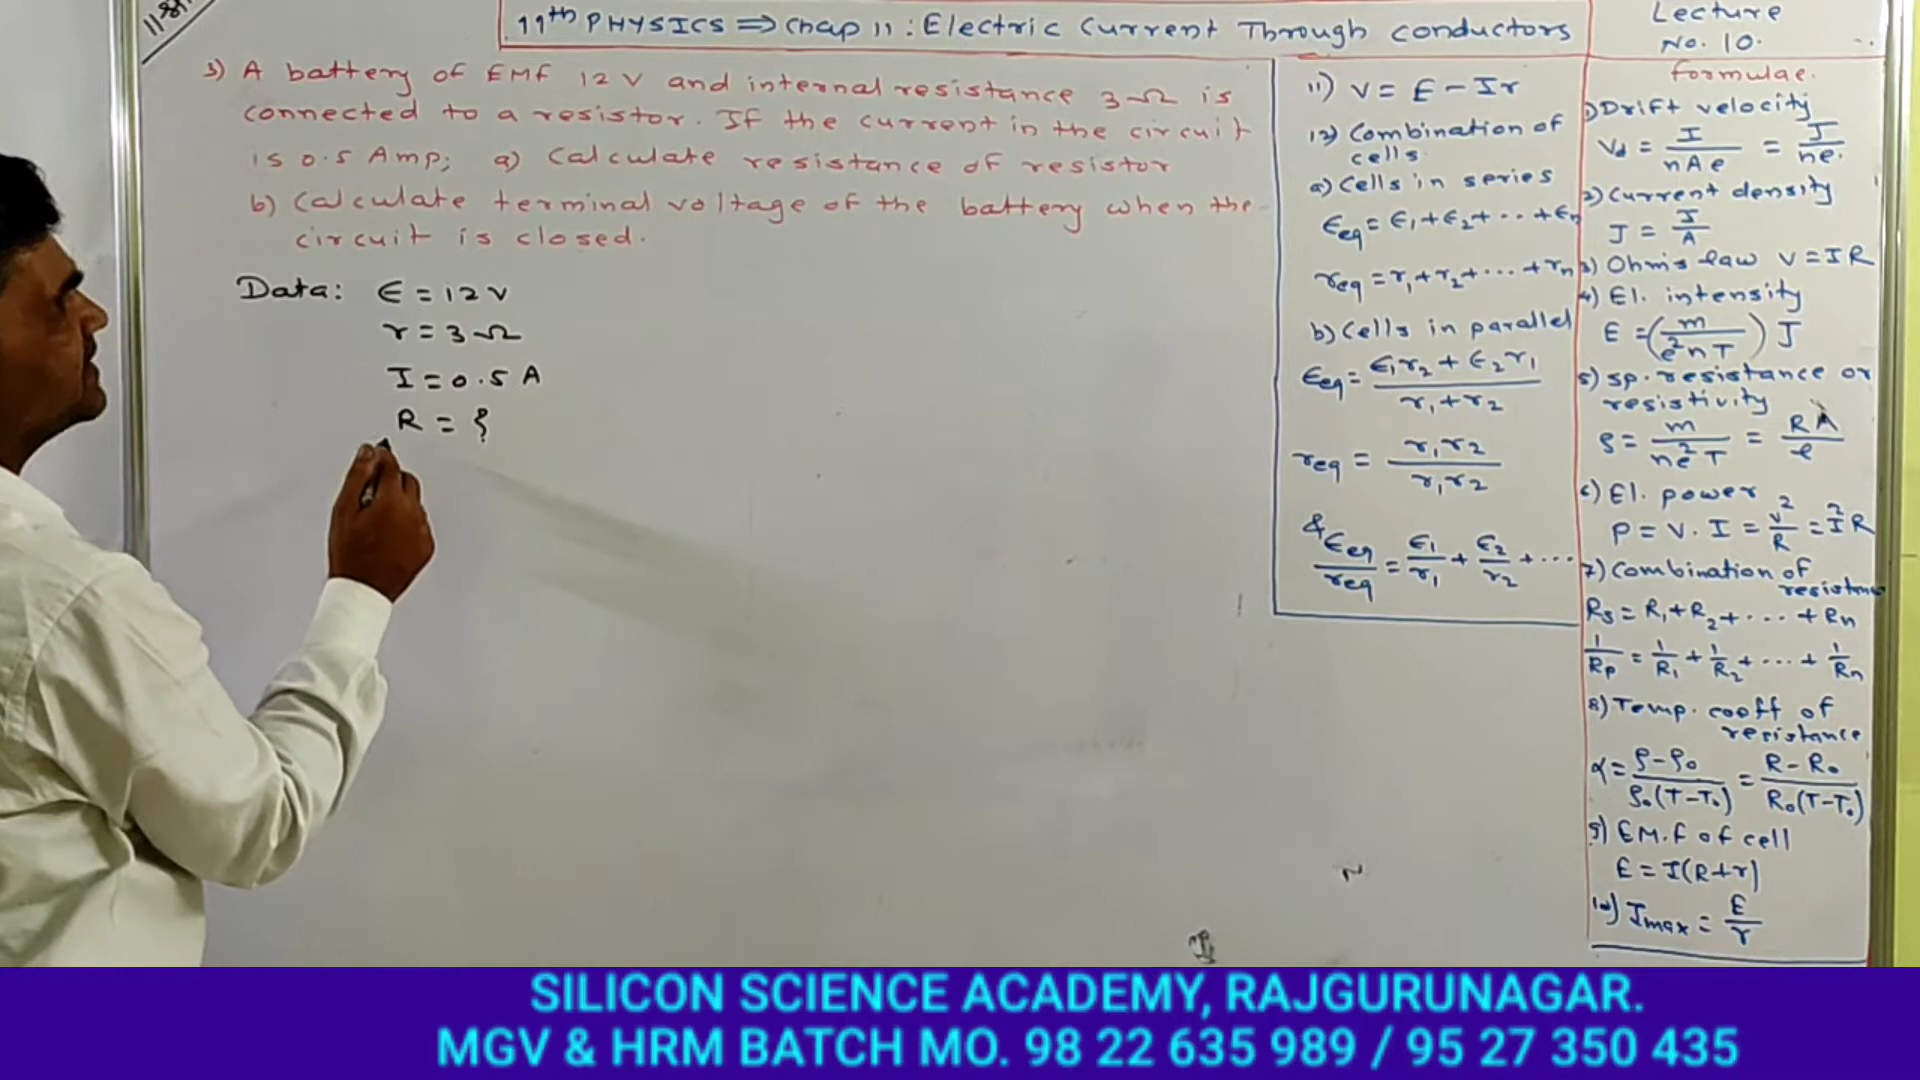 11th PHYSICS ⇒ Chap 11 : Electric Current Through Conductors
Lecture
No. 10.
3) A battery of EMF 12 V and internal resistance 3 Ω is
connected to a resistor. If the current in the circuit
is 0.5 Amp; a) Calculate resistance of resistor
b) Calculate terminal voltage of the battery when the
circuit is closed.
Data: ϵ = 12 V
r = 3 Ω
I = 0.5 A
R = ?
11) V = E - Ir
12) Combination of
cells.
a) Cells in series
ϵeq = ϵ1 + ϵ2 + ... + ϵn
req = r1 + r2 + ... + rn
b) Cells in parallel
ϵeq = ϵ1r2 + ϵ2r1 / r1 + r2
req = r1r2 / r1r2
& ϵeq / req = ϵ1 / r1 + ϵ2 / r2 + ...
formulae.
1) Drift velocity
Vd = I / nAe = J / ne.
2) Current density
J = I / A
3) Ohm's law V = IR
4) El. intensity
E = (m / e²nT) J
5) sp. resistance or
resistivity
ρ = m / ne²T = RA / l
6) El. power
P = V. I = V² / R = I²R
7) Combination of
Rs = R1 + R2 + ... + Rn
1 / Rp = 1 / R1 + 1 / R2 + ... + 1 / Rn
8) Temp. coeff of
resistance
α = ρ - ρ0 / ρ0 (T - T0) = R - R0 / R0 (T - T0)
9) E.M.F of cell
E = I(R + r)
10) Imax = E / r
SILICON SCIENCE ACADEMY, RAJGURUNAGAR.
MGV & HRM BATCH MO. 98 22 635 989 / 95 27 350 435